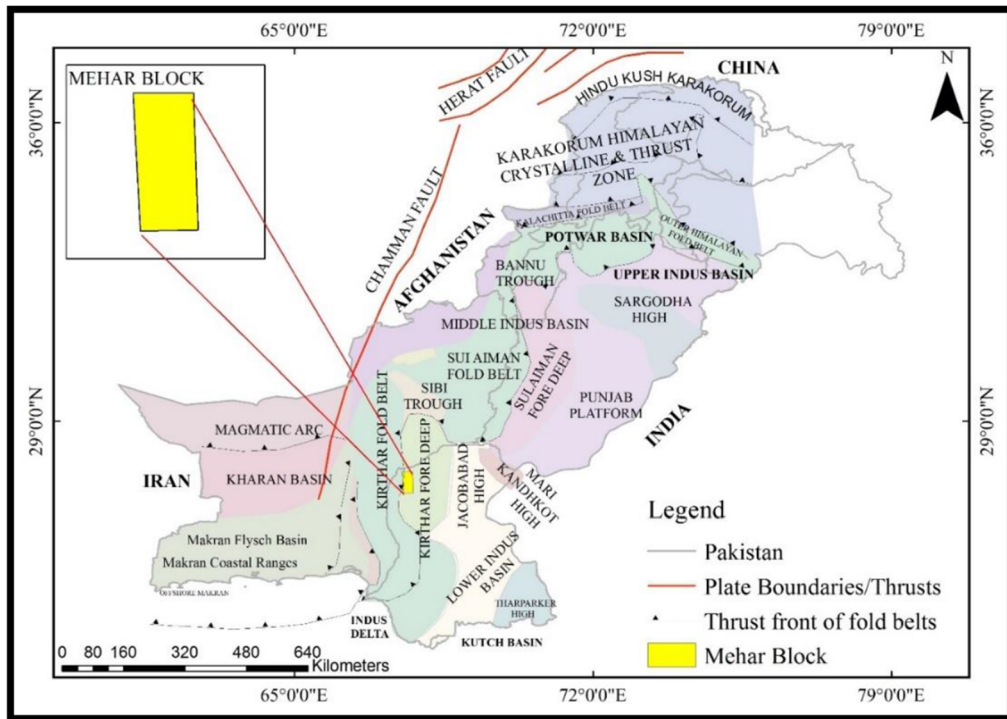 65°0'0"E
72°0'0"E
79°0'0"E
MEHAR BLOCK
HERAT FAULT
CHINA
N
HINDU KUSH KARAKORUM
36°0'0"N
36°0'0"N
KARAKORUM HIMALAYAN
CRYSTALLINE & THRUST
ZONE
CHAMMAN FAULT
KALACHITTA FOLD BELT
AFGHANISTAN
POTWAR BASIN
OUTER HIMALAYAN
FOLD BELT
BANNU
TROUGH
UPPER INDUS BASIN
SARGODHA
HIGH
MIDDLE INDUS BASIN
SUI AIMAN
FOLD BELT
SULAIMAN
FORE DEEP
SIBI
TROUGH
PUNJAB
PLATFORM
29°0'0"N
29°0'0"N
INDIA
MAGMATIC ARC
KIRTHAR FOLD BELT
KIRTHAR FORE DEEP
IRAN
KHARAN BASIN
JACOBABAD
HIGH
MARI
KANDHKOT
HIGH
Legend
Makran Flysch Basin
Makran Coastal Ranges
LOWER INDUS
BASIN
Pakistan
OFFSHORE MAKRAN
THARPARKER
HIGH
Plate Boundaries/Thrusts
INDUS
DELTA
Thrust front of fold belts
KUTCH BASIN
Mehar Block
0 80 160 320 480 640
Kilometers
65°0'0"E
72°0'0"E
79°0'0"E